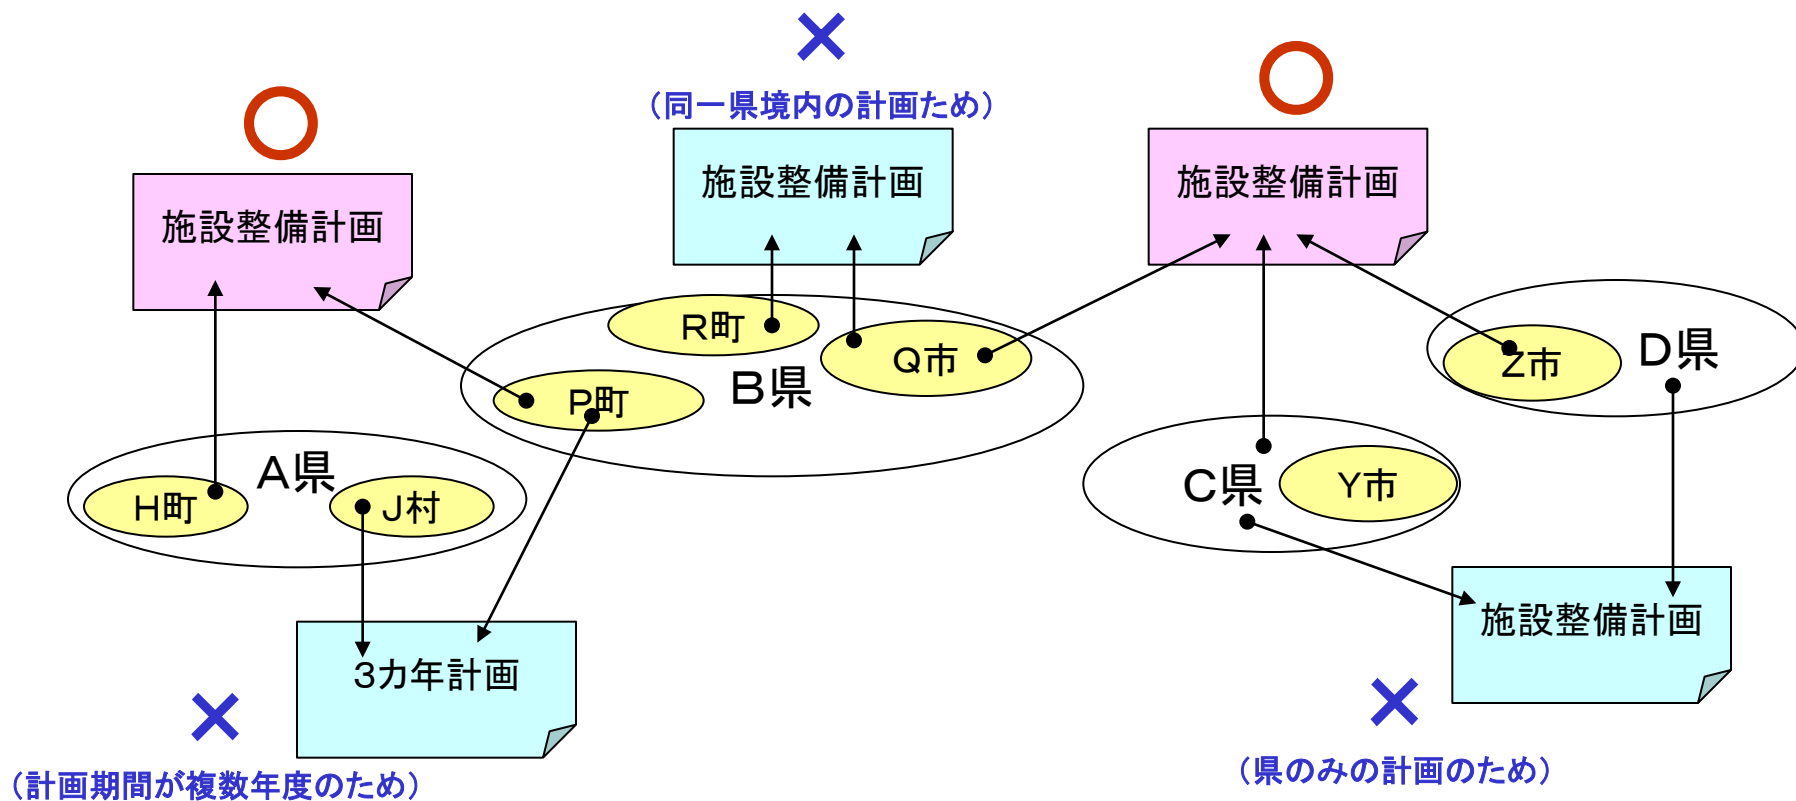 ×
（同一県境内の計画ため）
○
○
施設整備計画
施設整備計画
施設整備計画
R町
Q市
P町
B県
Z市
D県
A県
H町
J村
C県
Y市
3カ年計画
施設整備計画
×
（計画期間が複数年度のため）
×
（県のみの計画のため）